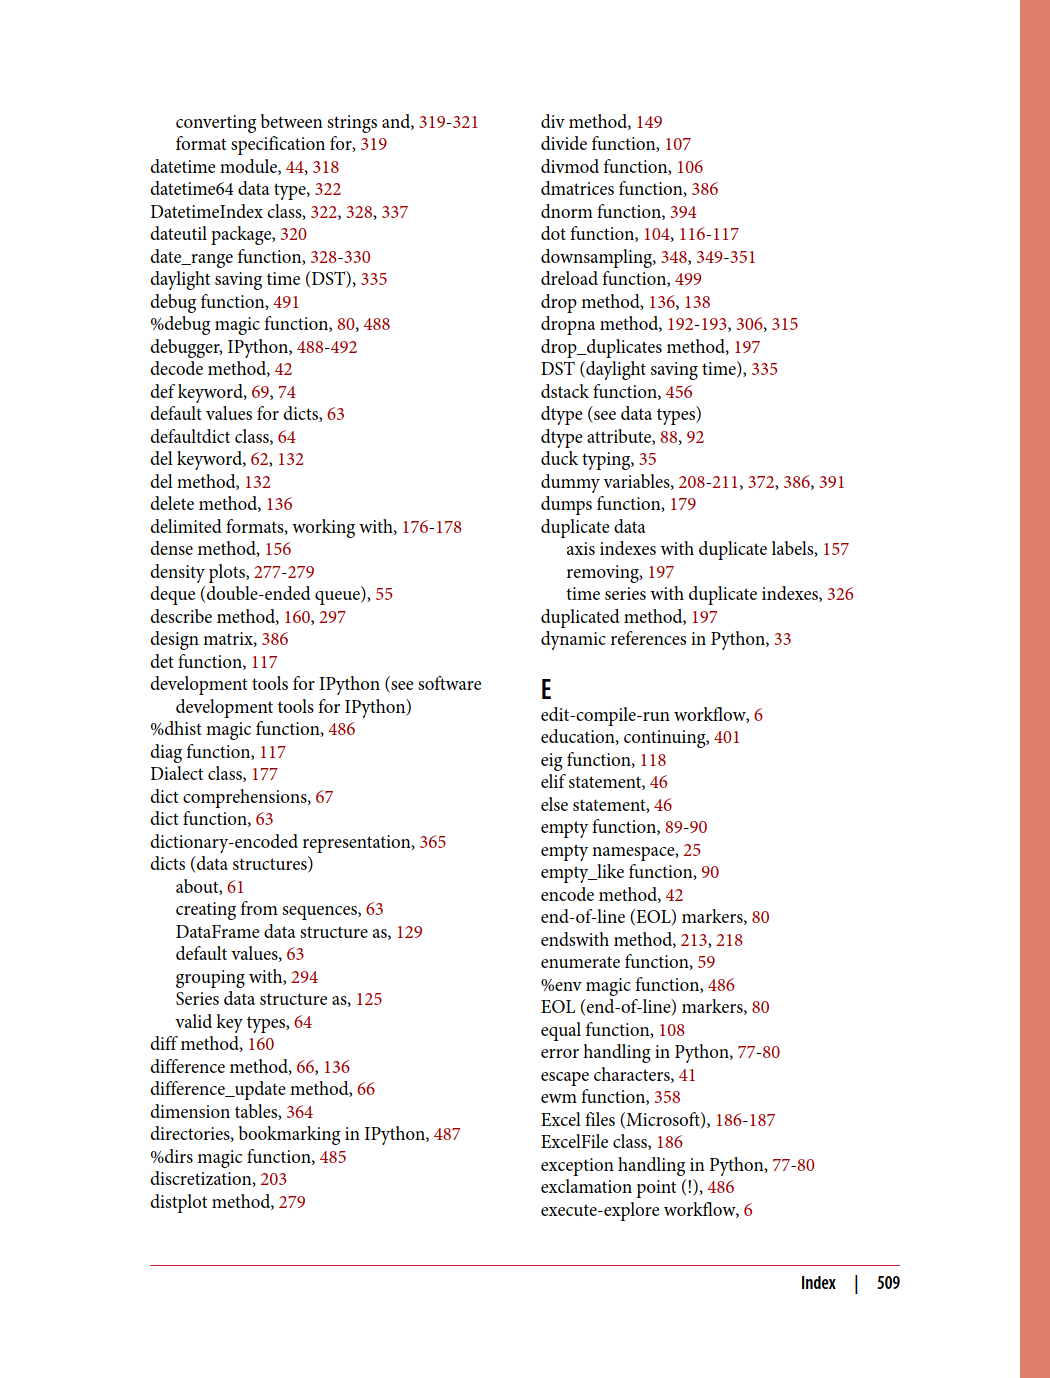 converting between strings and, 319-321
format specification for, 319
datetime module, 44, 318
datetime64 data type, 322
DatetimeIndex class, 322, 328, 337
dateutil package, 320
date_range function, 328-330
daylight saving time (DST), 335
debug function, 491
%debug magic function, 80, 488
debugger, IPython, 488-492
decode method, 42
def keyword, 69, 74
default values for dicts, 63
defaultdict class, 64
del keyword, 62, 132
del method, 132
delete method, 136
delimited formats, working with, 176-178
dense method, 156
density plots, 277-279
deque (double-ended queue), 55
describe method, 160, 297
design matrix, 386
det function, 117
development tools for IPython (see software
development tools for IPython)
%dhist magic function, 486
diag function, 117
Dialect class, 177
dict comprehensions, 67
dict function, 63
dictionary-encoded representation, 365
dicts (data structures)
about, 61
creating from sequences, 63
DataFrame data structure as, 129
default values, 63
grouping with, 294
Series data structure as, 125
valid key types, 64
diff method, 160
difference method, 66, 136
difference_update method, 66
dimension tables, 364
directories, bookmarking in IPython, 487
%dirs magic function, 485
discretization, 203
distplot method, 279
div method, 149
divide function, 107
divmod function, 106
dmatrices function, 386
dnorm function, 394
dot function, 104, 116-117
downsampling, 348, 349-351
dreload function, 499
drop method, 136, 138
dropna method, 192-193, 306, 315
drop_duplicates method, 197
DST (daylight saving time), 335
dstack function, 456
dtype (see data types)
dtype attribute, 88, 92
duck typing, 35
dummy variables, 208-211, 372, 386, 391
dumps function, 179
duplicate data
axis indexes with duplicate labels, 157
removing, 197
time series with duplicate indexes, 326
duplicated method, 197
dynamic references in Python, 33
E
edit-compile-run workflow, 6
education, continuing, 401
eig function, 118
elif statement, 46
else statement, 46
empty function, 89-90
empty namespace, 25
empty_like function, 90
encode method, 42
end-of-line (EOL) markers, 80
endswith method, 213, 218
enumerate function, 59
%env magic function, 486
EOL (end-of-line) markers, 80
equal function, 108
error handling in Python, 77-80
escape characters, 41
ewm function, 358
Excel files (Microsoft), 186-187
ExcelFile class, 186
exception handling in Python, 77-80
exclamation point (!), 486
execute-explore workflow, 6
Index | 509